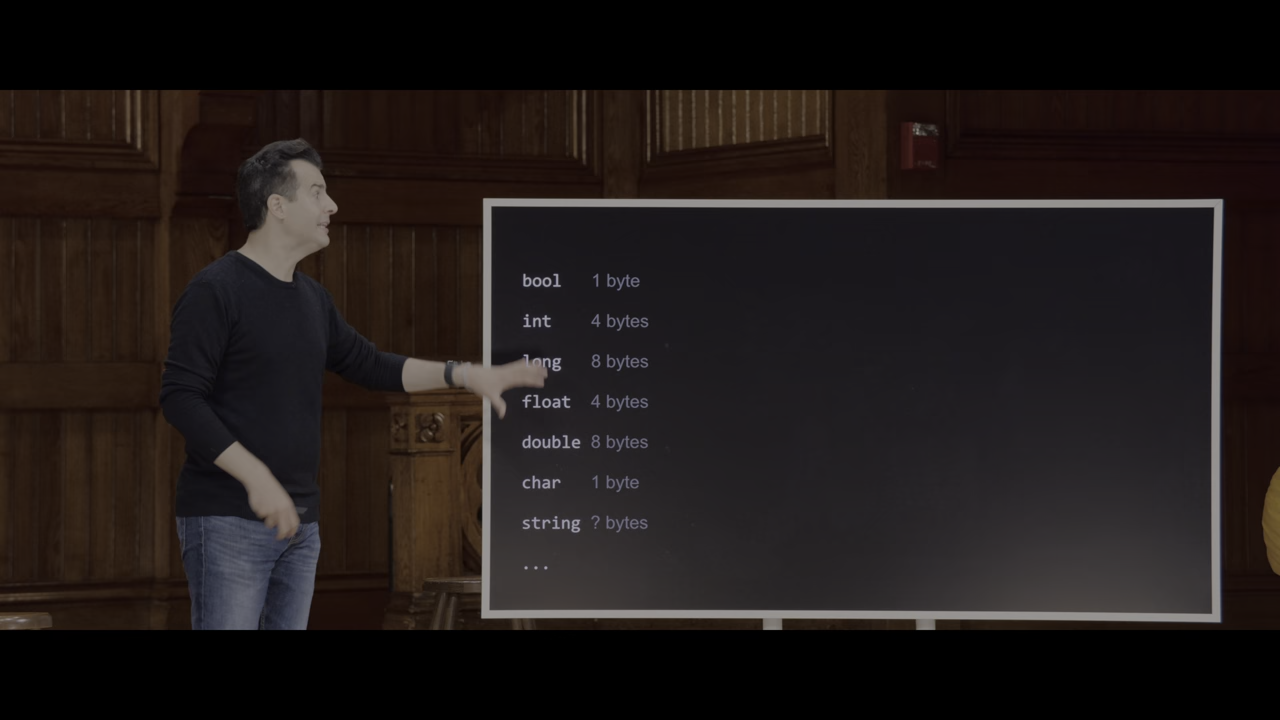 bool 1 byte
int 4 bytes
long 8 bytes
float 4 bytes
double 8 bytes
char 1 byte
string ? bytes
...